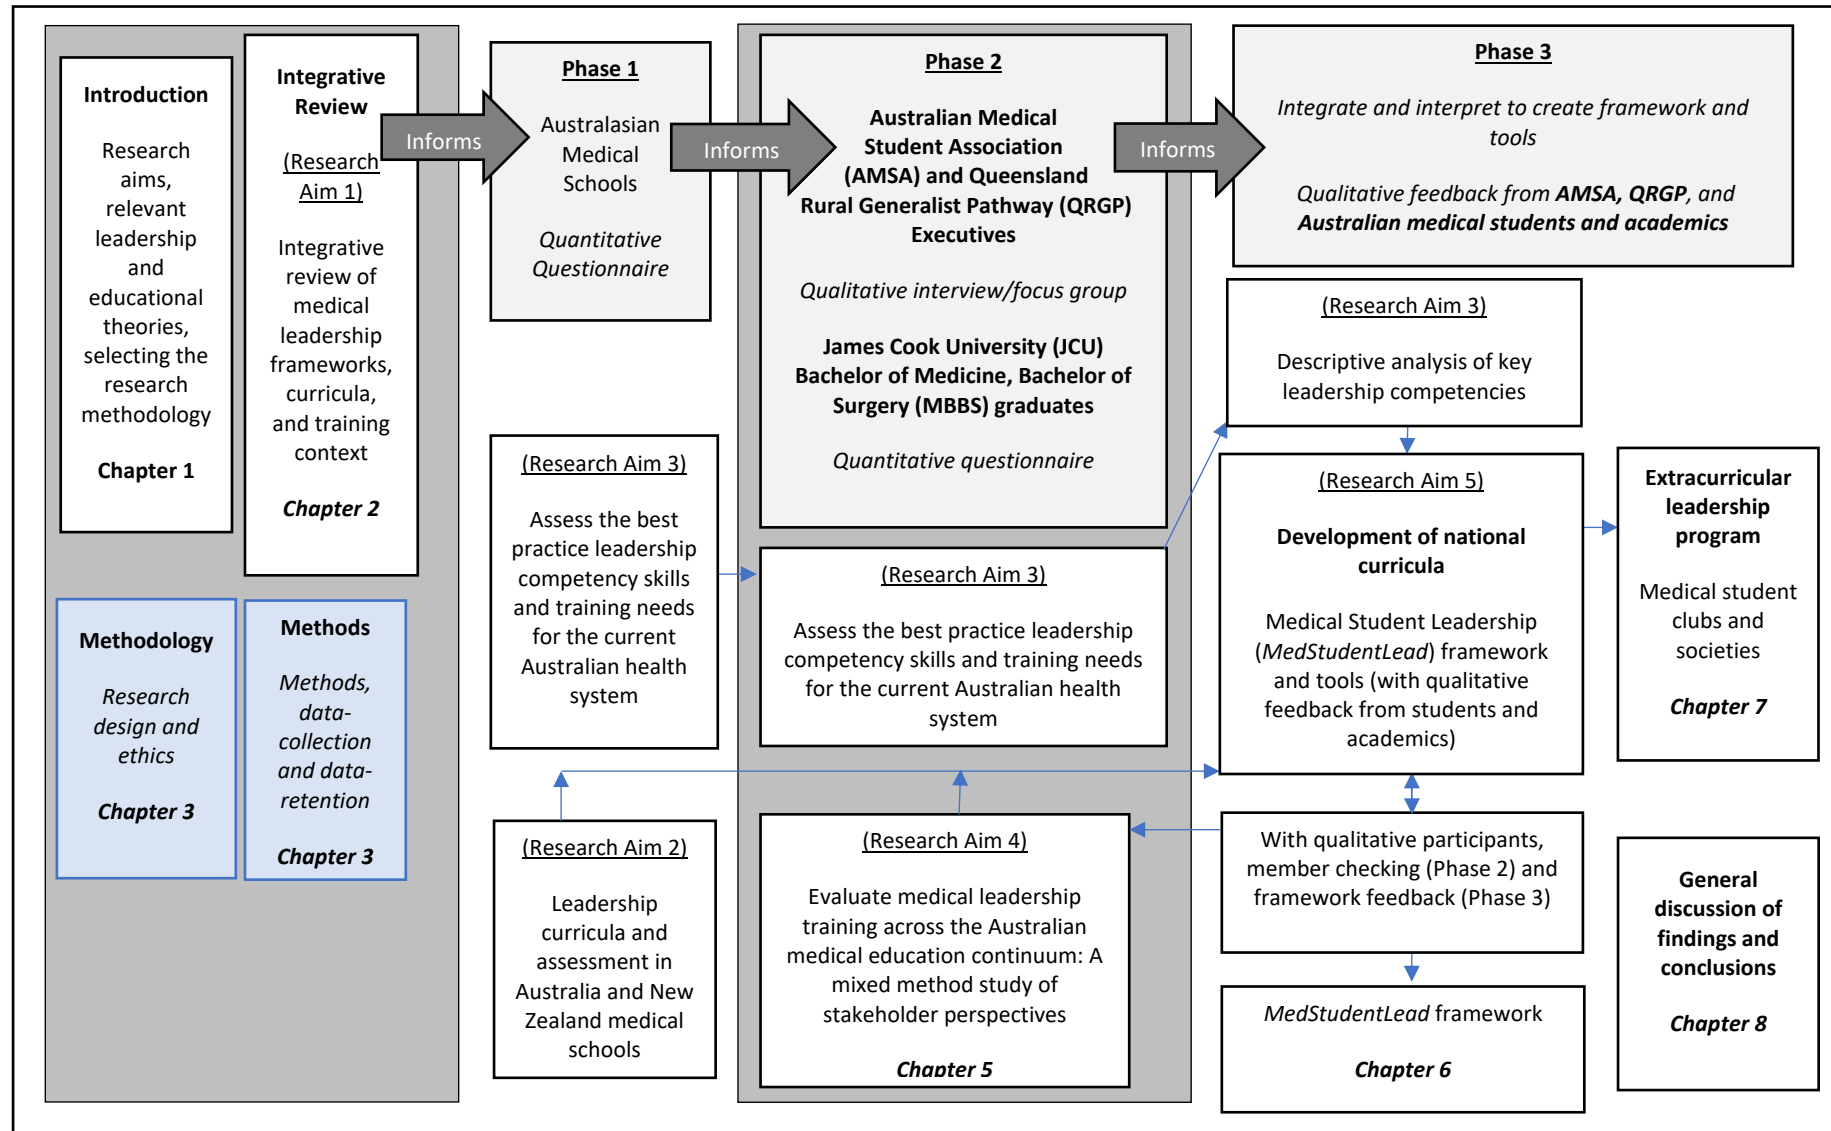 Introduction
Research
aims,
relevant
leadership
and
educational
theories,
selecting the
research
methodology
Chapter 1
Integrative
Review
(Research
Aim 1)
Integrative
review of
medical
leadership
frameworks,
curricula,
and training
context
Chapter 2
Methodology
Research
design and
ethics
Chapter 3
Methods
Methods,
data-
collection
and data-
retention
Chapter 3
Informs
Phase 1
Australasian
Medical
Schools
Quantitative
Questionnaire
(Research Aim 3)
Assess the best
practice leadership
competency skills
and training needs
for the current
Australian health
system
(Research Aim 2)
Leadership
curricula and
assessment in
Australia and New
Zealand medical
schools
Informs
Phase 2
Australian Medical
Student Association
(AMSA) and Queensland
Rural Generalist Pathway (QRGP)
Executives
Qualitative interview/focus group
James Cook University (JCU)
Bachelor of Medicine, Bachelor of
Surgery (MBBS) graduates
Quantitative questionnaire
(Research Aim 3)
Assess the best practice leadership
competency skills and training needs
for the current Australian health
system
(Research Aim 4)
Evaluate medical leadership
training across the Australian
medical education continuum: A
mixed method study of
stakeholder perspectives
Chapter 5
Informs
Phase 3
Integrate and interpret to create framework and
tools
Qualitative feedback from AMSA, QRGP, and
Australian medical students and academics
(Research Aim 3)
Descriptive analysis of key
leadership competencies
(Research Aim 5)
Development of national
curricula
Medical Student Leadership
(MedStudentLead) framework
and tools (with qualitative
feedback from students and
academics)
With qualitative participants,
member checking (Phase 2) and
framework feedback (Phase 3)
MedStudentLead framework
Chapter 6
Extracurricular
leadership
program
Medical student
clubs and
societies
Chapter 7
General
discussion of
findings and
conclusions
Chapter 8